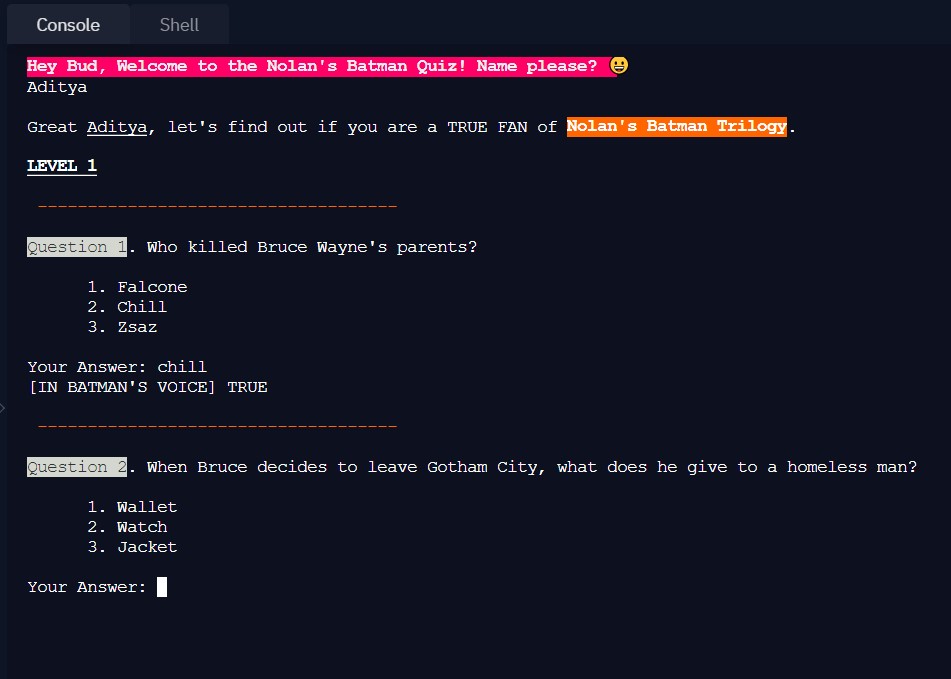 Console Shell
Hey Bud, Welcome to the Nolan's Batman Quiz! Name please? 😃
Aditya
Great Aditya, let's find out if you are a TRUE FAN of Nolan's Batman Trilogy.
LEVEL 1
------------------------------------
Question 1. Who killed Bruce Wayne's parents?
1. Falcone
2. Chill
3. Zsaz
Your Answer: chill
[IN BATMAN'S VOICE] TRUE
------------------------------------
Question 2. When Bruce decides to leave Gotham City, what does he give to a homeless man?
1. Wallet
2. Watch
3. Jacket
Your Answer: